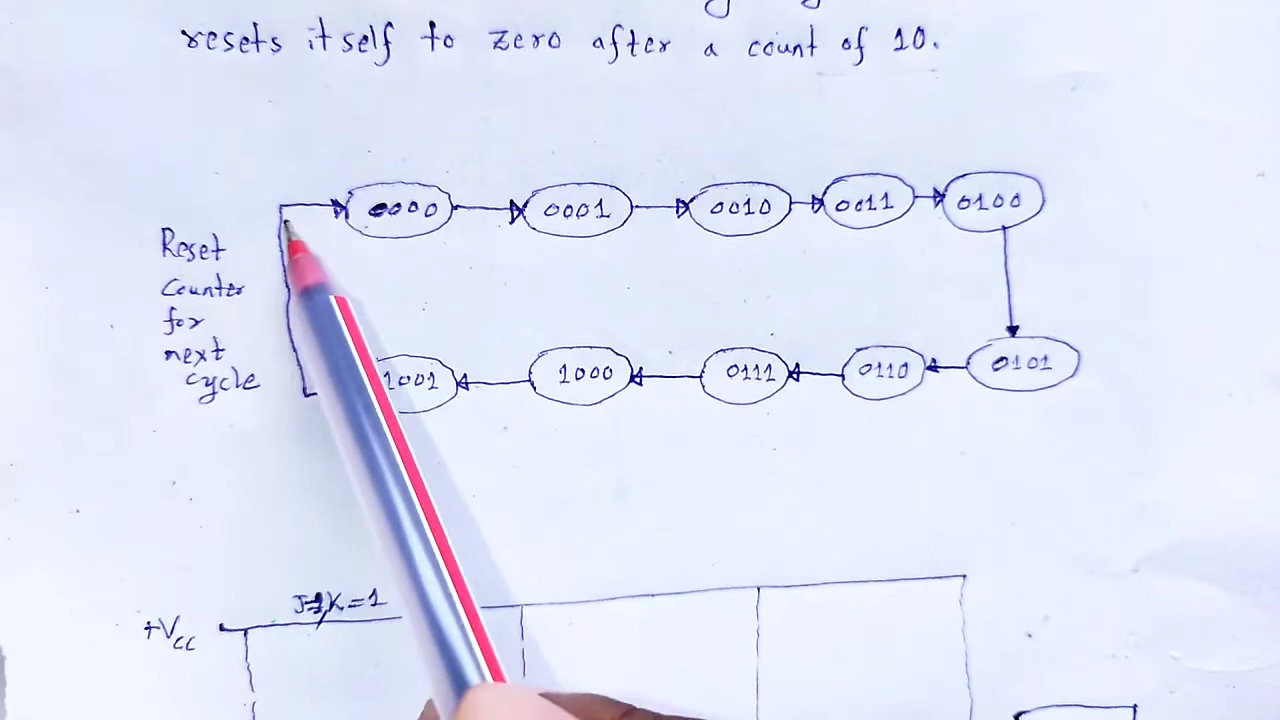 resets itself to zero after a count of 10.
0000 0001 0010 0011 0100
Reset
Counter
for
next
cycle
1001 1000 0111 0110 0101
J=K=1
+Vcc